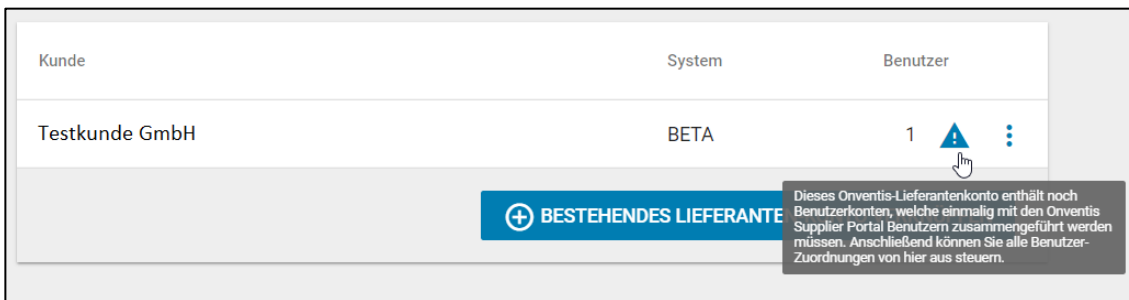 Kunde System Benutzer
Testkunde GmbH BETA 1
BESTEHENDES LIEFERANTE
Dieses Onventis-Lieferantenkonto enthält noch
Benutzerkonten, welche einmalig mit den Onventis
Supplier Portal Benutzern zusammengeführt werden
müssen. Anschließend können Sie alle Benutzer-
Zuordnungen von hier aus steuern.